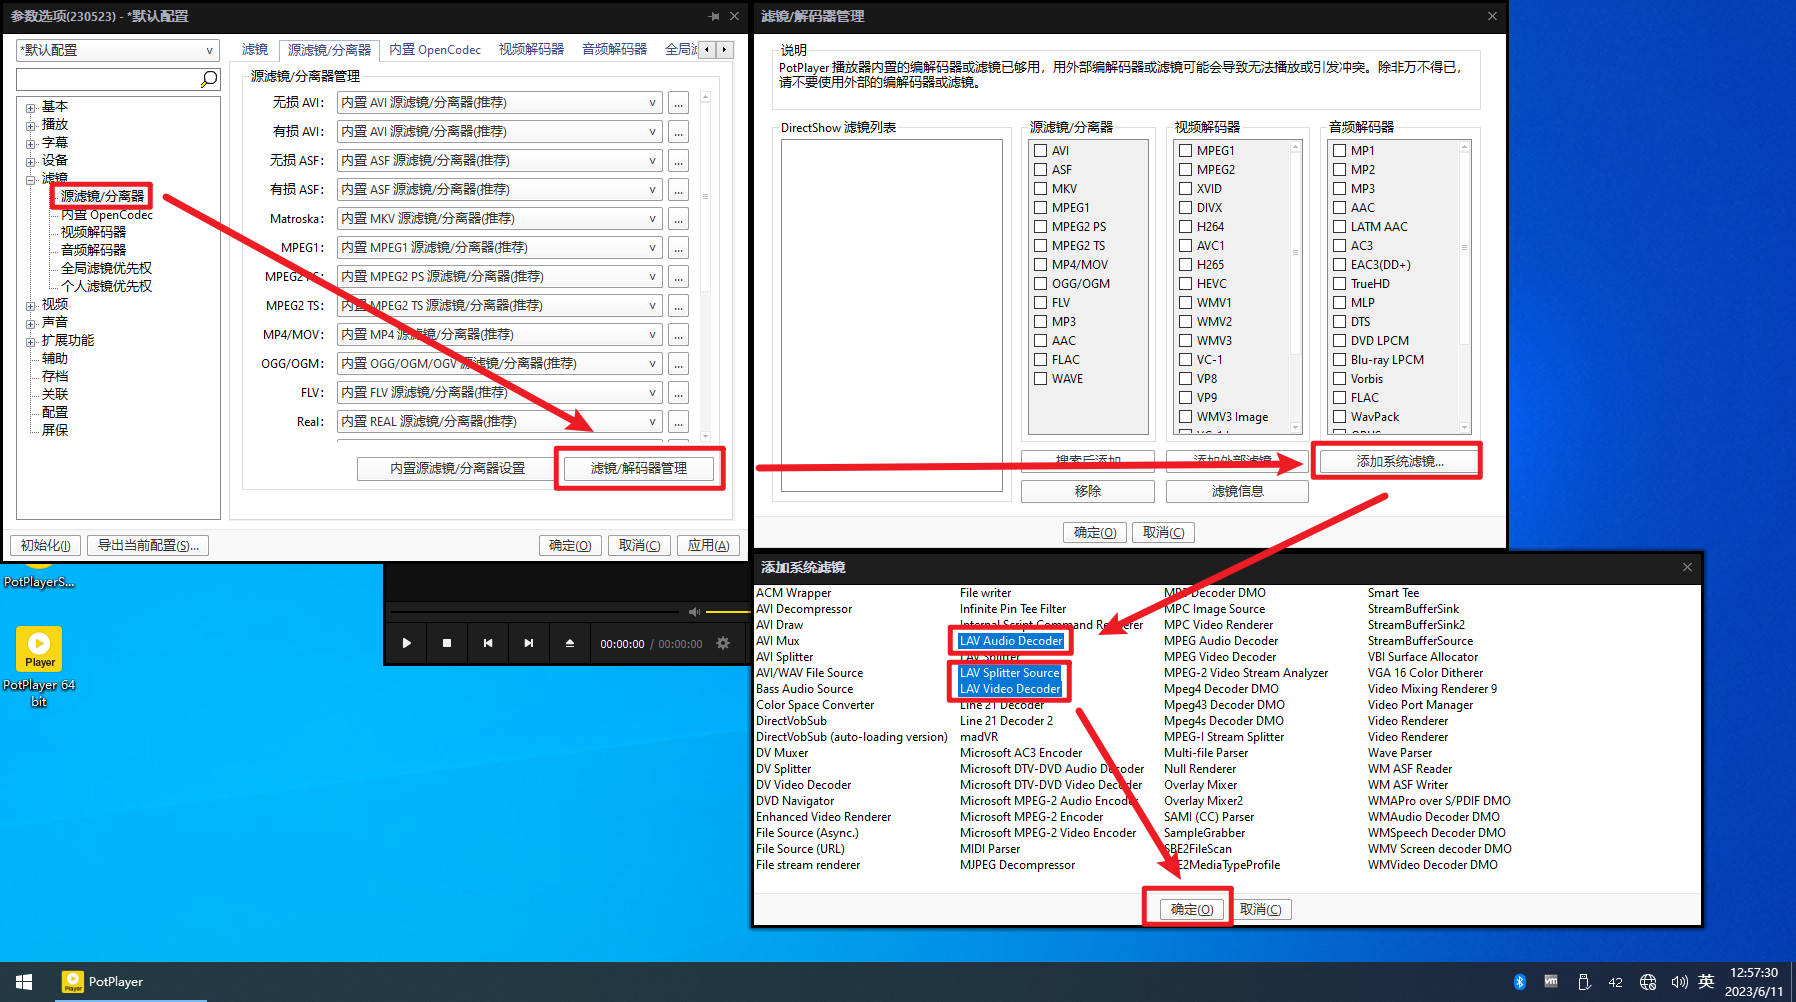 参数选项(230523) - *默认配置
*默认配置
基本
播放
字幕
设备
滤镜
源滤镜/分离器
内置 OpenCodec
视频解码器
音频解码器
全局滤镜优先权
个人滤镜优先权
视频
声音
扩展功能
辅助
存档
关联
配置
屏保
滤镜 源滤镜/分离器 内置 OpenCodec 视频解码器 音频解码器 全局
源滤镜/分离器管理
无损 AVI: 内置 AVI 源滤镜/分离器(推荐) ...
有损 AVI: 内置 AVI 源滤镜/分离器(推荐) ...
无损 ASF: 内置 ASF 源滤镜/分离器(推荐) ...
有损 ASF: 内置 ASF 源滤镜/分离器(推荐) ...
Matroska: 内置 MKV 源滤镜/分离器(推荐) ...
MPEG1: 内置 MPEG1 源滤镜/分离器(推荐) ...
MPEG2 PS: 内置 MPEG2 PS 源滤镜/分离器(推荐) ...
MPEG2 TS: 内置 MPEG2 TS 源滤镜/分离器(推荐) ...
MP4/MOV: 内置 MP4 源滤镜/分离器(推荐) ...
OGG/OGM: 内置 OGG/OGM/OGV 源滤镜/分离器(推荐) ...
FLV: 内置 FLV 源滤镜/分离器(推荐) ...
Real: 内置 REAL 源滤镜/分离器(推荐) ...
内置源滤镜/分离器设置 滤镜/解码器管理
初始化(I) 导出当前配置(S)... 确定(O) 取消(C) 应用(A)
滤镜/解码器管理
说明
PotPlayer 播放器内置的编解码器或滤镜已够用，用外部编解码器或滤镜可能会导致无法播放或引发冲突。除非万不得已，
请不要使用外部的编解码器或滤镜。
DirectShow 滤镜列表
源滤镜/分离器
AVI
ASF
MKV
MPEG1
MPEG2 PS
MPEG2 TS
MP4/MOV
OGG/OGM
FLV
MP3
AAC
FLAC
WAVE
视频解码器
MPEG1
MPEG2
XVID
DIVX
H264
AVC1
H265
HEVC
WMV1
WMV2
WMV3
VC-1
VP8
VP9
WMV3 Image
音频解码器
MP1
MP2
MP3
AAC
LATM AAC
AC3
EAC3(DD+)
TrueHD
MLP
DTS
DVD LPCM
Blu-ray LPCM
Vorbis
FLAC
WavPack
搜索后添加 添加外部滤镜 添加系统滤镜...
移除 滤镜信息
确定(O) 取消(C)
添加系统滤镜
ACM Wrapper
AVI Decompressor
AVI Draw
AVI Mux
AVI Splitter
AVI/WAV File Source
Bass Audio Source
Color Space Converter
DirectVobSub
DirectVobSub (auto-loading version)
DV Muxer
DV Splitter
DV Video Decoder
DVD Navigator
Enhanced Video Renderer
File Source (Async.)
File Source (URL)
File stream renderer
File writer
Infinite Pin Tee Filter
Internal Script Command Renderer
LAV Audio Decoder
LAV Splitter
LAV Splitter Source
LAV Video Decoder
Line 21 Decoder
Line 21 Decoder 2
madVR
Microsoft AC3 Encoder
Microsoft DTV-DVD Audio Decoder
Microsoft DTV-DVD Video Decoder
Microsoft MPEG-2 Audio Encoder
Microsoft MPEG-2 Encoder
Microsoft MPEG-2 Video Encoder
MIDI Parser
MJPEG Decompressor
Decoder DMO
MPC Image Source
MPC Video Renderer
MPEG Audio Decoder
MPEG Video Decoder
MPEG-2 Video Stream Analyzer
Mpeg4 Decoder DMO
Mpeg43 Decoder DMO
Mpeg4s Decoder DMO
MPEG-I Stream Splitter
Multi-file Parser
Null Renderer
Overlay Mixer
Overlay Mixer2
SAMI (CC) Parser
SampleGrabber
SBE2FileScan
SBE2MediaTypeProfile
Smart Tee
StreamBufferSink
StreamBufferSink2
StreamBufferSource
VBI Surface Allocator
VGA 16 Color Ditherer
Video Mixing Renderer 9
Video Port Manager
Video Renderer
Video Renderer
Wave Parser
WM ASF Reader
WM ASF Writer
WMAPro over S/PDIF DMO
WMAudio Decoder DMO
WMSpeech Decoder DMO
WMV Screen decoder DMO
WMVideo Decoder DMO
确定(O) 取消(C)
PotPlayerS...
Player
PotPlayer 64
bit
00:00:00 / 00:00:00
PotPlayer
42 英 12:57:30
2023/6/11